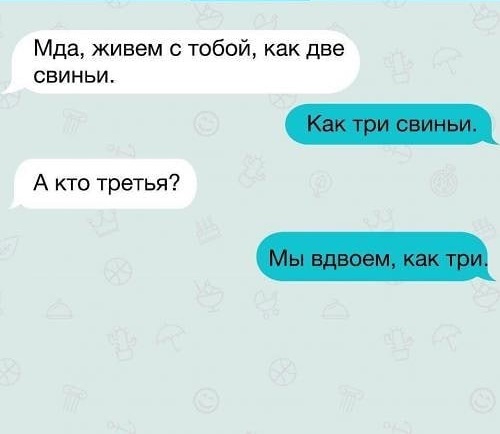 Мда, живем с тобой, как две
свиньи.
Как три свиньи.
А кто третья?
Мы вдвоем, как три.